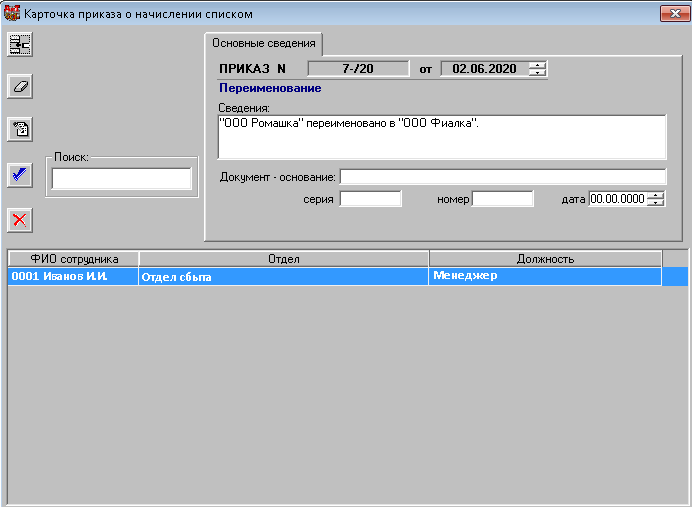 Карточка приказа о начислении списком
Основные сведения
ПРИКАЗ N 7-/20 от 02.06.2020
Переименование
Сведения:
"ООО Ромашка" переименовано в "ООО Фиалка".
Поиск:
Документ - основание:
серия номер дата 00.00.0000
ФИО сотрудника Отдел Должность
0001 Иванов И.И. Отдел сбыта Менеджер